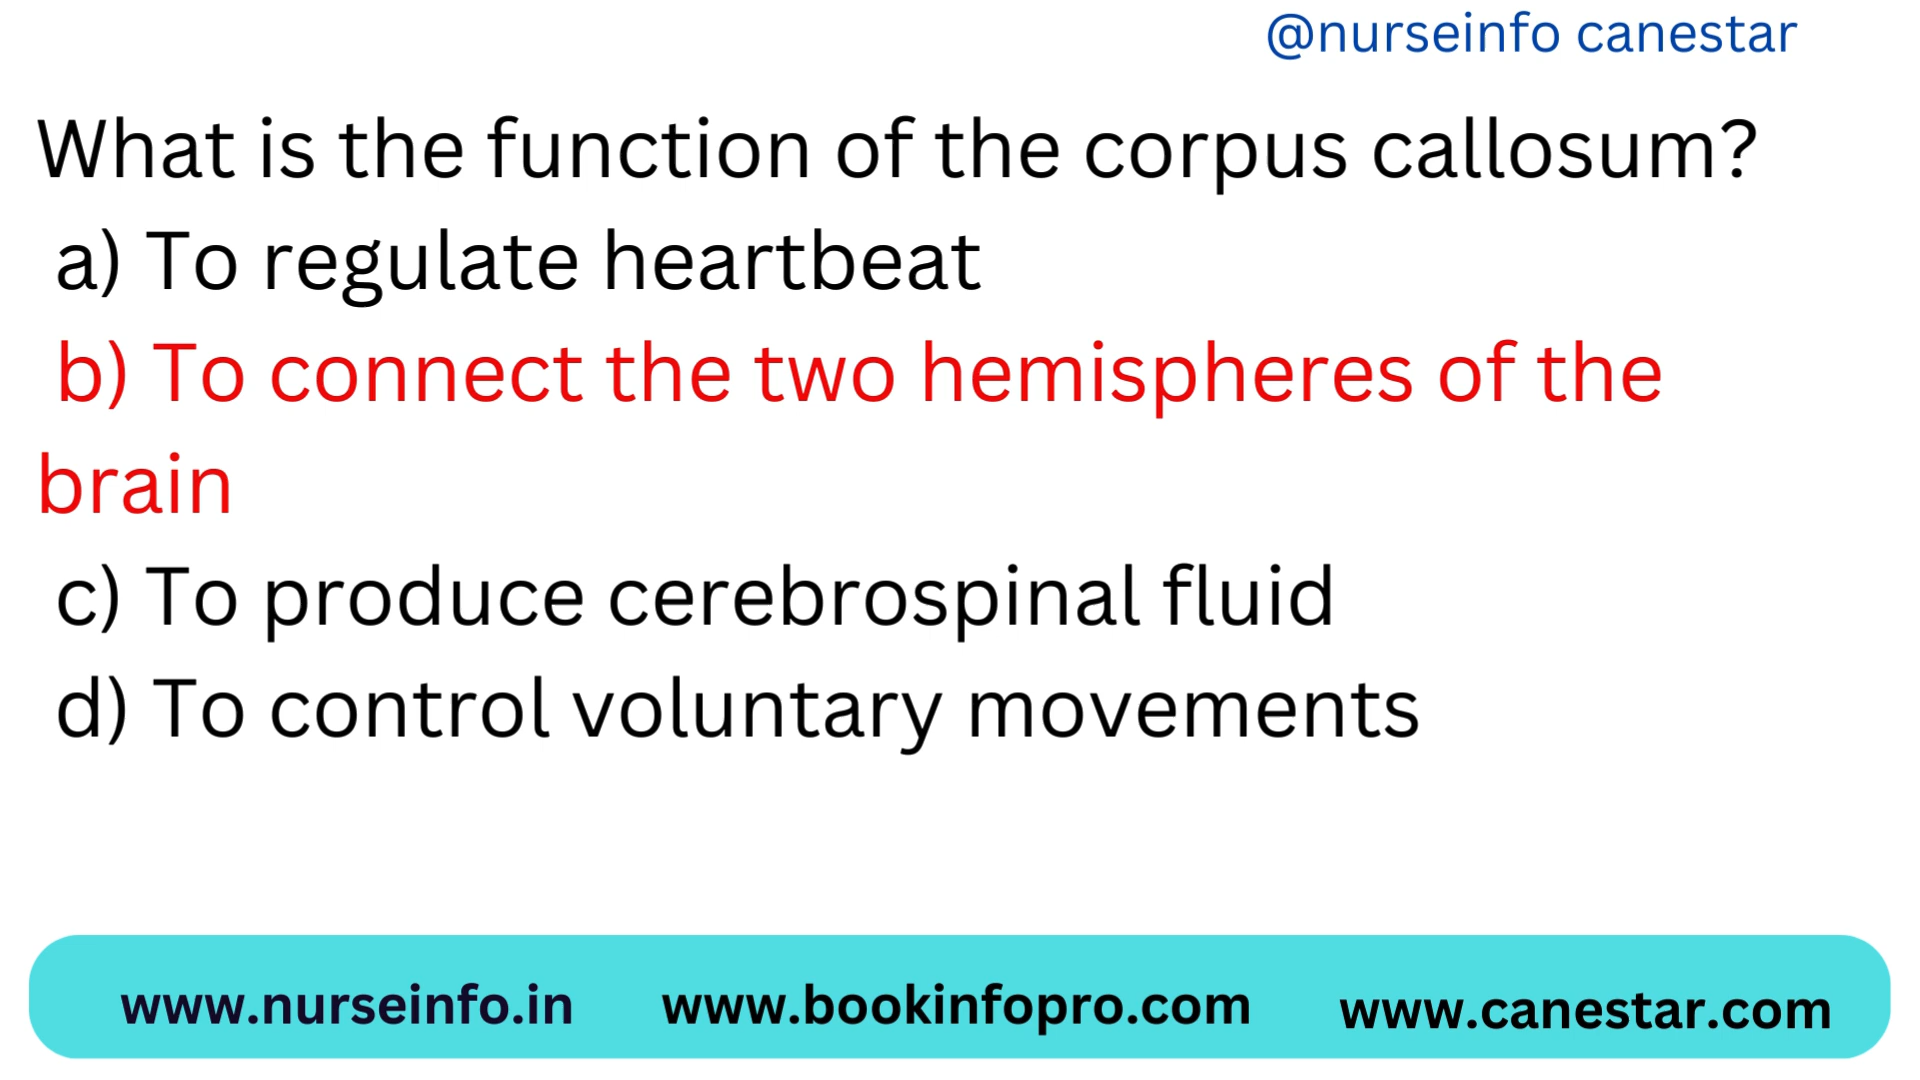 @nurseinfo canestar
What is the function of the corpus callosum?
a) To regulate heartbeat
b) To connect the two hemispheres of the
brain
c) To produce cerebrospinal fluid
d) To control voluntary movements
www.nurseinfo.in www.bookinfopro.com www.canestar.com